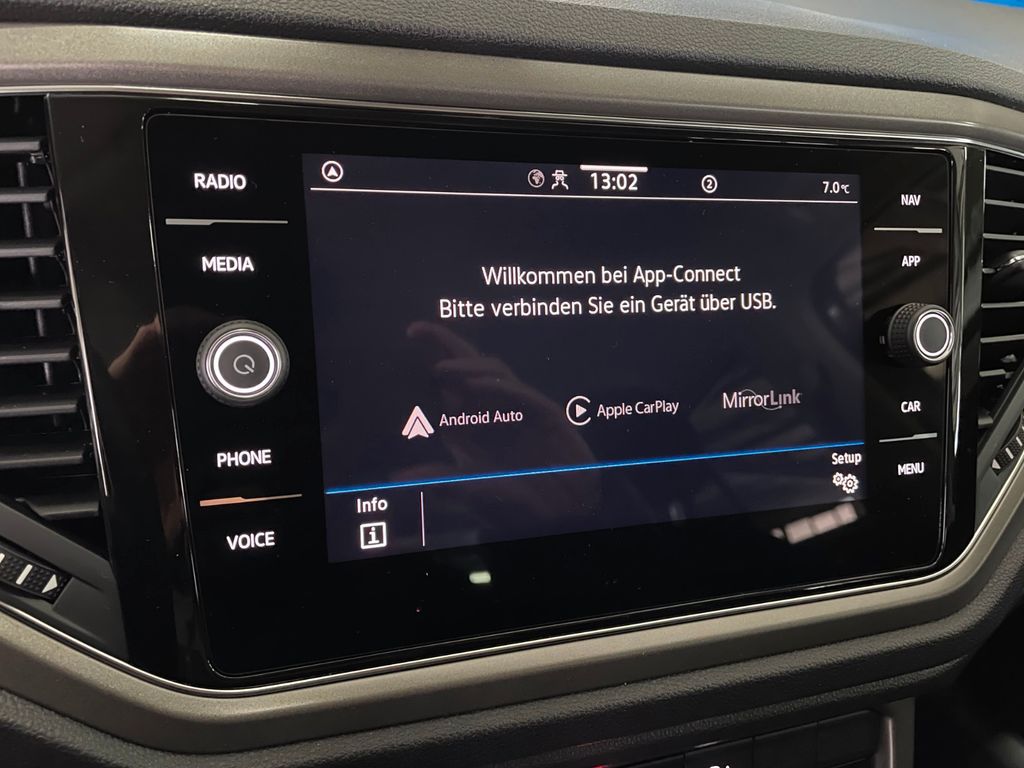 RADIO
MEDIA
PHONE
VOICE
13:02
2
7.0°C
Willkommen bei App-Connect
Bitte verbinden Sie ein Gerät über USB.
Android Auto
Apple CarPlay
MirrorLink
Setup
Info
i
NAV
APP
CAR
MENU